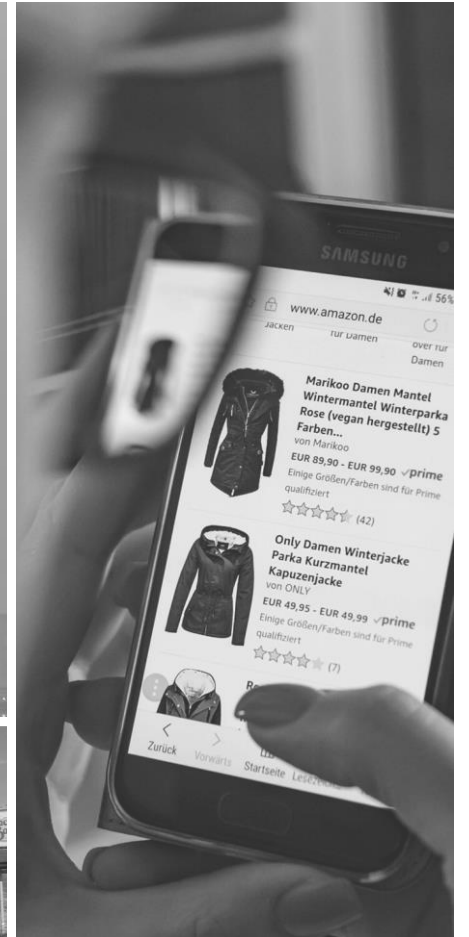 SAMSUNG
56%
www.amazon.de
Jacken
für Damen
over für
Damen
Marikoo Damen Mantel
Wintermantel Winterparka
Rose (vegan hergestellt) 5
Farben...
von Marikoo
EUR 89,90 - EUR 99,90 ✓prime
Einige Größen/Farben sind für Prime
qualifiziert
(42)
Only Damen Winterjacke
Parka Kurzmantel
Kapuzenjacke
von ONLY
EUR 49,95 - EUR 49,99 ✓prime
Einige Größen/Farben sind für Prime
qualifiziert
(7)
Zurück
Vorwärts
Startseite